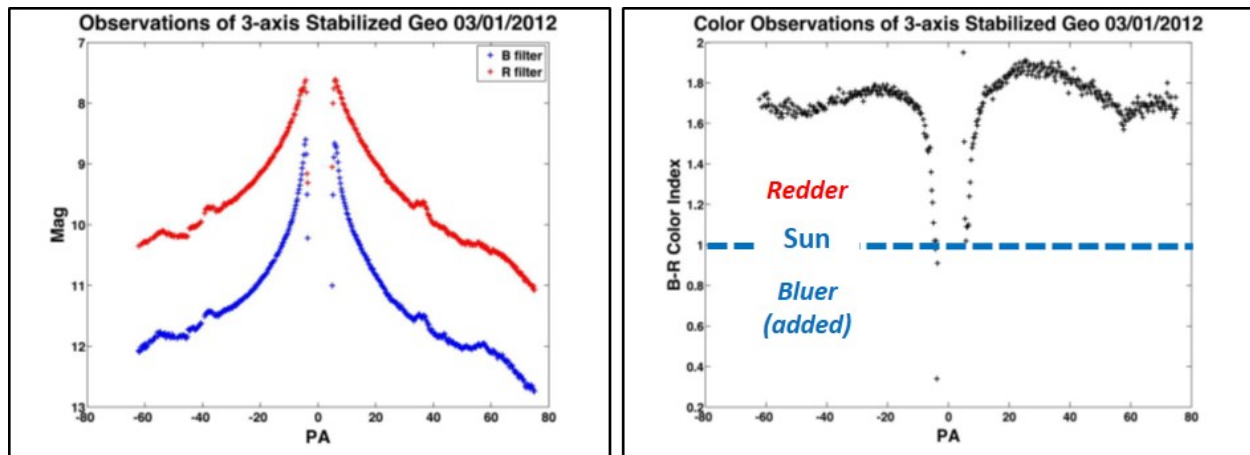 Observations of 3-axis Stabilized Geo 03/01/2012
7
8
9
10
11
12
13
Mag
B filter
R filter
-80
-60
-40
-20
0
20
40
60
80
PA
Color Observations of 3-axis Stabilized Geo 03/01/2012
2
1.8
1.6
1.4
1.2
1
0.8
0.6
0.4
0.2
B-R Color Index
Redder
Sun
Bluer
(added)
-80
-60
-40
-20
0
20
40
60
80
PA